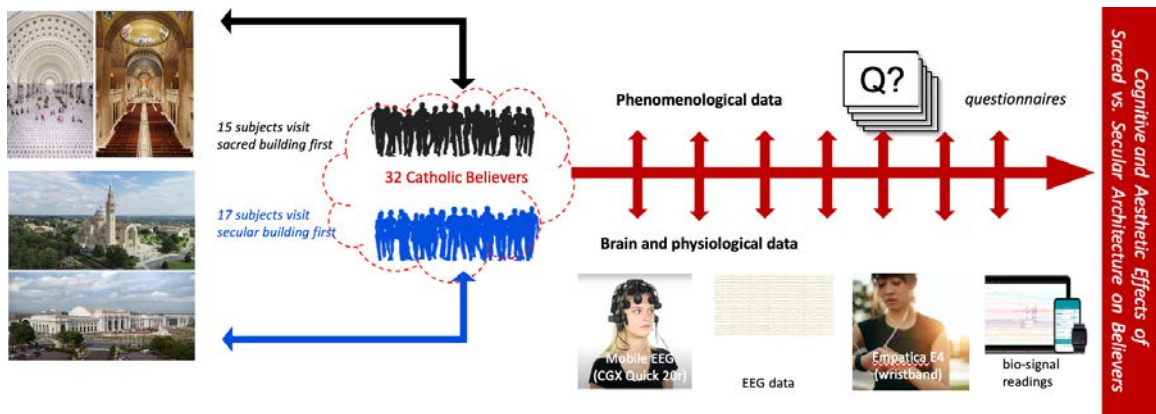 15 subjects visit
sacred building first
32 Catholic Believers
17 subjects visit
secular building first
Phenomenological data
Q?
questionnaires
Brain and physiological data
Mobile EEG
(CGX Quick 20r)
EEG data
Empatica E4
(wristband)
bio-signal
readings
Cognitive and Aesthetic Effects of
Sacred vs. Secular Architecture on Believers